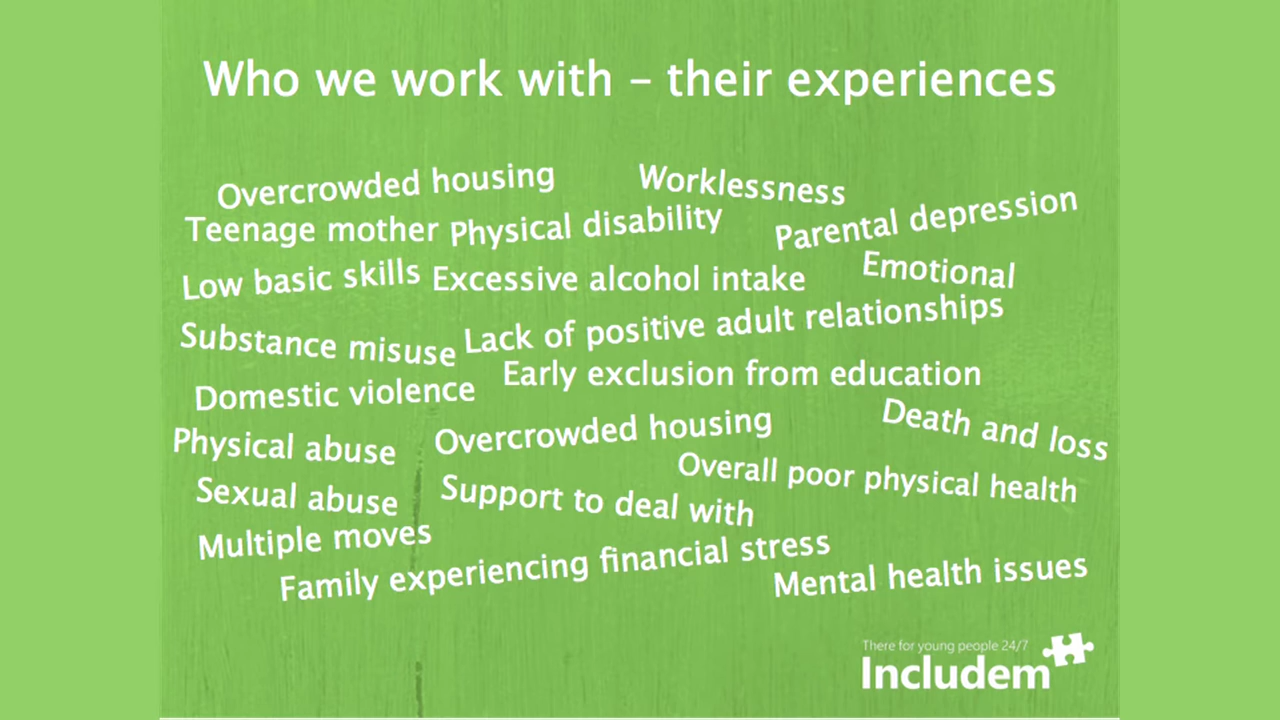 Who we work with – their experiences
Overcrowded housing
Worklessness
Teenage mother
Physical disability
Parental depression
Low basic skills
Excessive alcohol intake
Emotional
Substance misuse
Lack of positive adult relationships
Domestic violence
Early exclusion from education
Physical abuse
Overcrowded housing
Death and loss
Sexual abuse
Support to deal with
Overall poor physical health
Multiple moves
Family experiencing financial stress
Mental health issues
There for young people 24/7
Includem